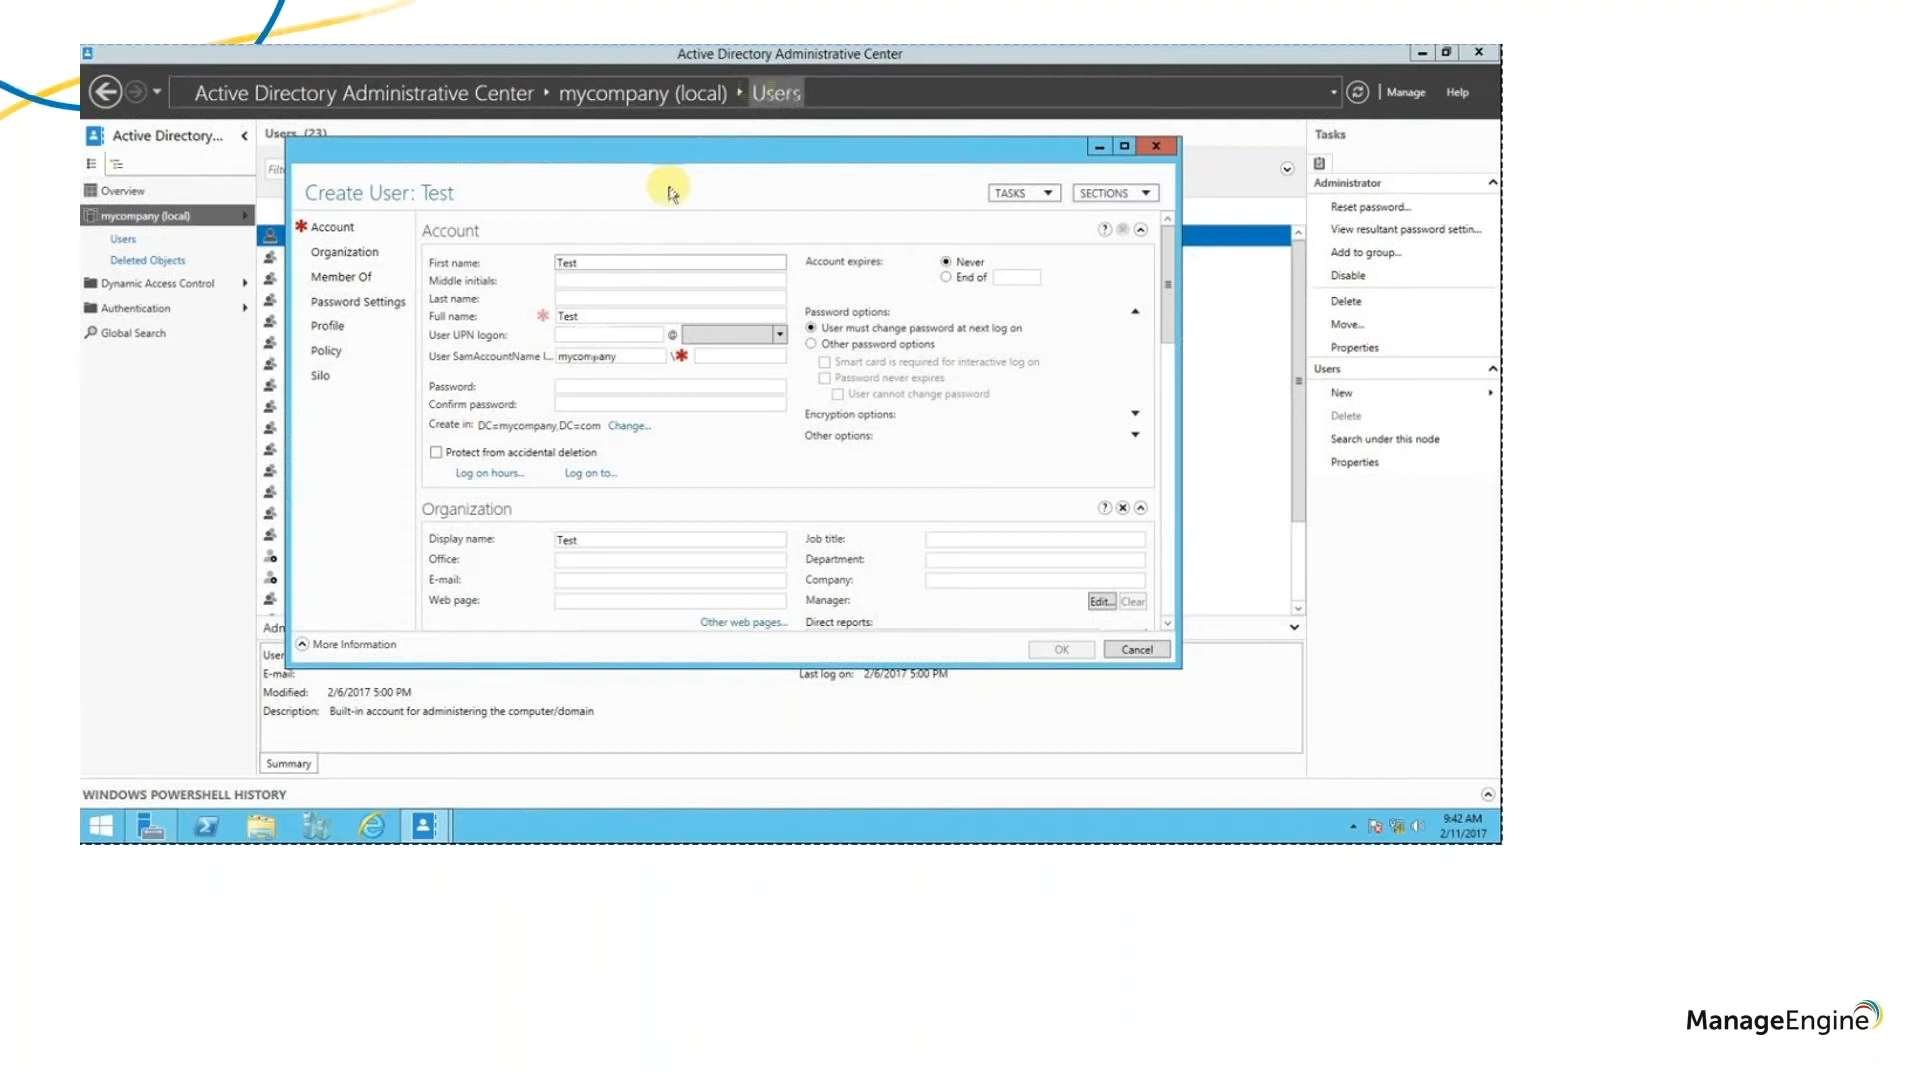 Active Directory Administrative Center
Active Directory Administrative Center ‣ mycompany (local) ‣ Users
Manage
Help
Active Directory...
Overview
mycompany (local)
Users
Deleted Objects
Dynamic Access Control
Authentication
Global Search
Users (23)
Create User: Test
TASKS
SECTIONS
Account
Organization
Member Of
Password Settings
Profile
Policy
Silo
Account
First name: Test
Middle initials:
Last name:
Full name: * Test
User UPN logon: @
User SamAccountName l... mycompany \*
Password:
Confirm password:
Create in: DC=mycompany,DC=com Change...
Protect from accidental deletion
Log on hours... Log on to...
Account expires: Never
End of
Password options:
User must change password at next log on
Other password options
Smart card is required for interactive log on
Password never expires
User cannot change password
Encryption options:
Other options:
Organization
Display name: Test
Office:
E-mail:
Web page:
Other web pages...
Job title:
Department:
Company:
Manager: Edit... Clear
Direct reports:
More Information
OK
Cancel
E-mail:
Last log on: 2/6/2017 5:00 PM
Modified: 2/6/2017 5:00 PM
Description: Built-in account for administering the computer/domain
Summary
Tasks
Administrator
Reset password...
View resultant password settin...
Add to group...
Disable
Delete
Move...
Properties
Users
New
Delete
Search under this node
Properties
WINDOWS POWERSHELL HISTORY
9:42 AM
2/11/2017
ManageEngine